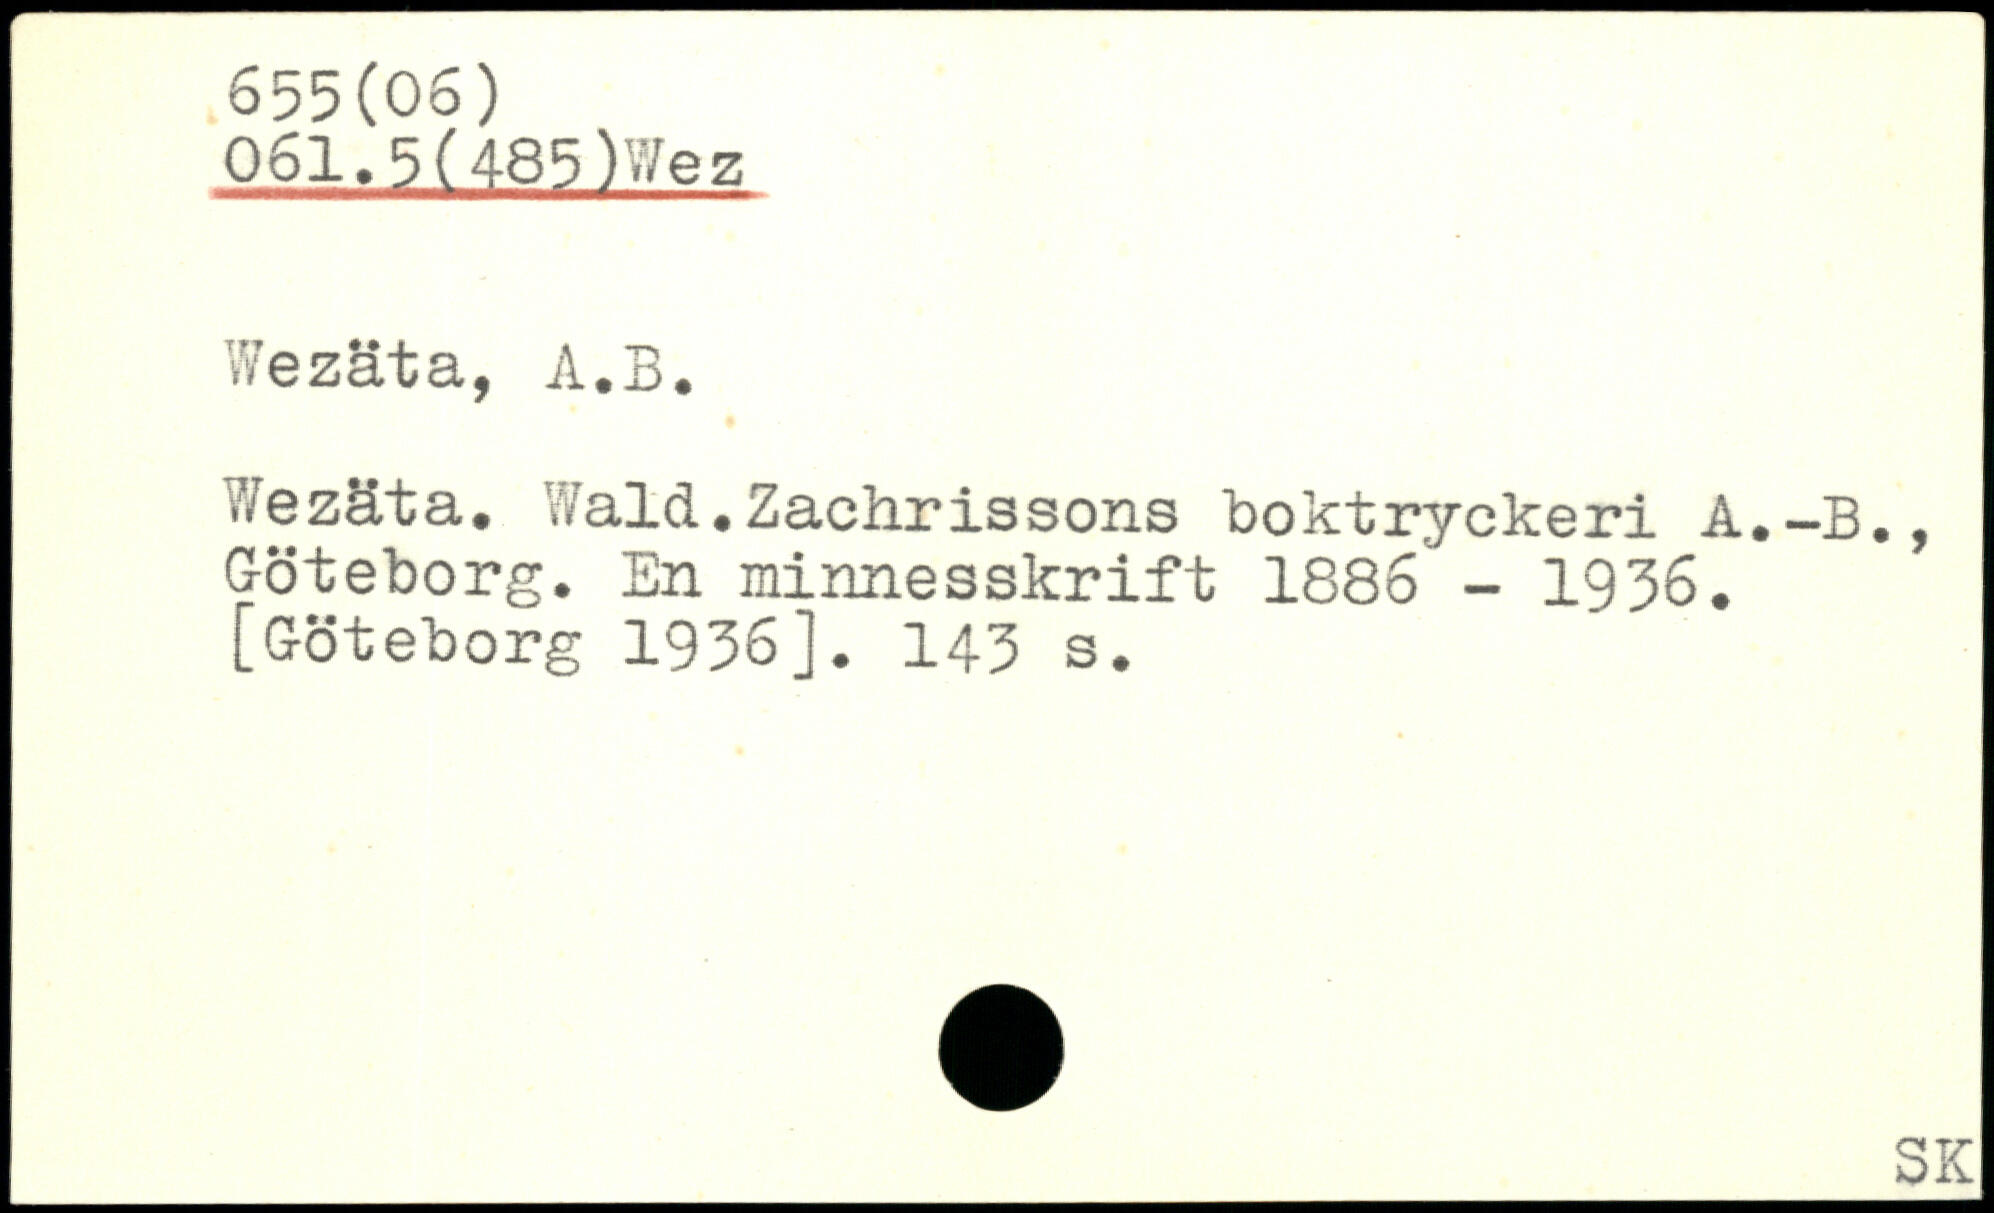 655(06)
061.5(485)Wez
Wezäta, A.B.
Wezäta. Wald.Zachrissons boktryckeri A.-B.,
Göteborg. En minnesskrift 1886 - 1936.
[Göteborg 1936]. 143 s.
SK